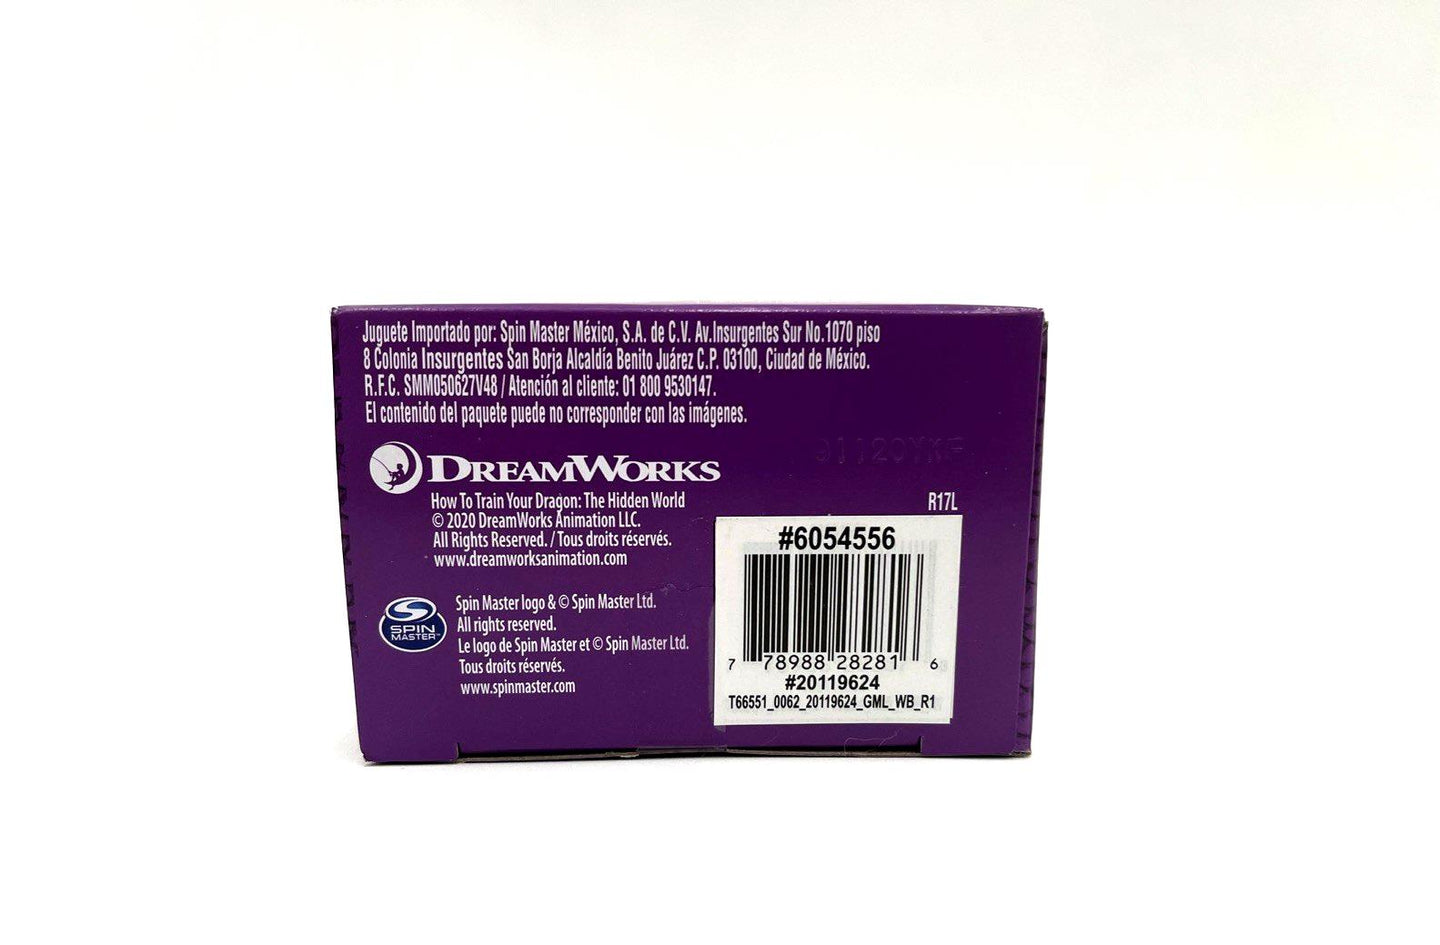 Juguete Importado por: Spin Master México, S.A. de C.V. Av.Insurgentes Sur No.1070 piso
8 Colonia Insurgentes San Borja Alcaldía Benito Juárez C.P. 03100, Ciudad de México.
R.F.C. SMM050627V48 / Atención al cliente: 01 800 9530147.
El contenido del paquete puede no corresponder con las imágenes.
DREAMWORKS
How To Train Your Dragon: The Hidden World
© 2020 DreamWorks Animation LLC.
All Rights Reserved. / Tous droits réservés.
www.dreamworksanimation.com
SPIN
MASTER™
Spin Master logo & © Spin Master Ltd.
All rights reserved.
Le logo de Spin Master et © Spin Master Ltd.
Tous droits réservés.
www.spinmaster.com
R17L
#6054556
7 78988 28281 6
#20119624
T66551_0062_20119624_GML_WB_R1